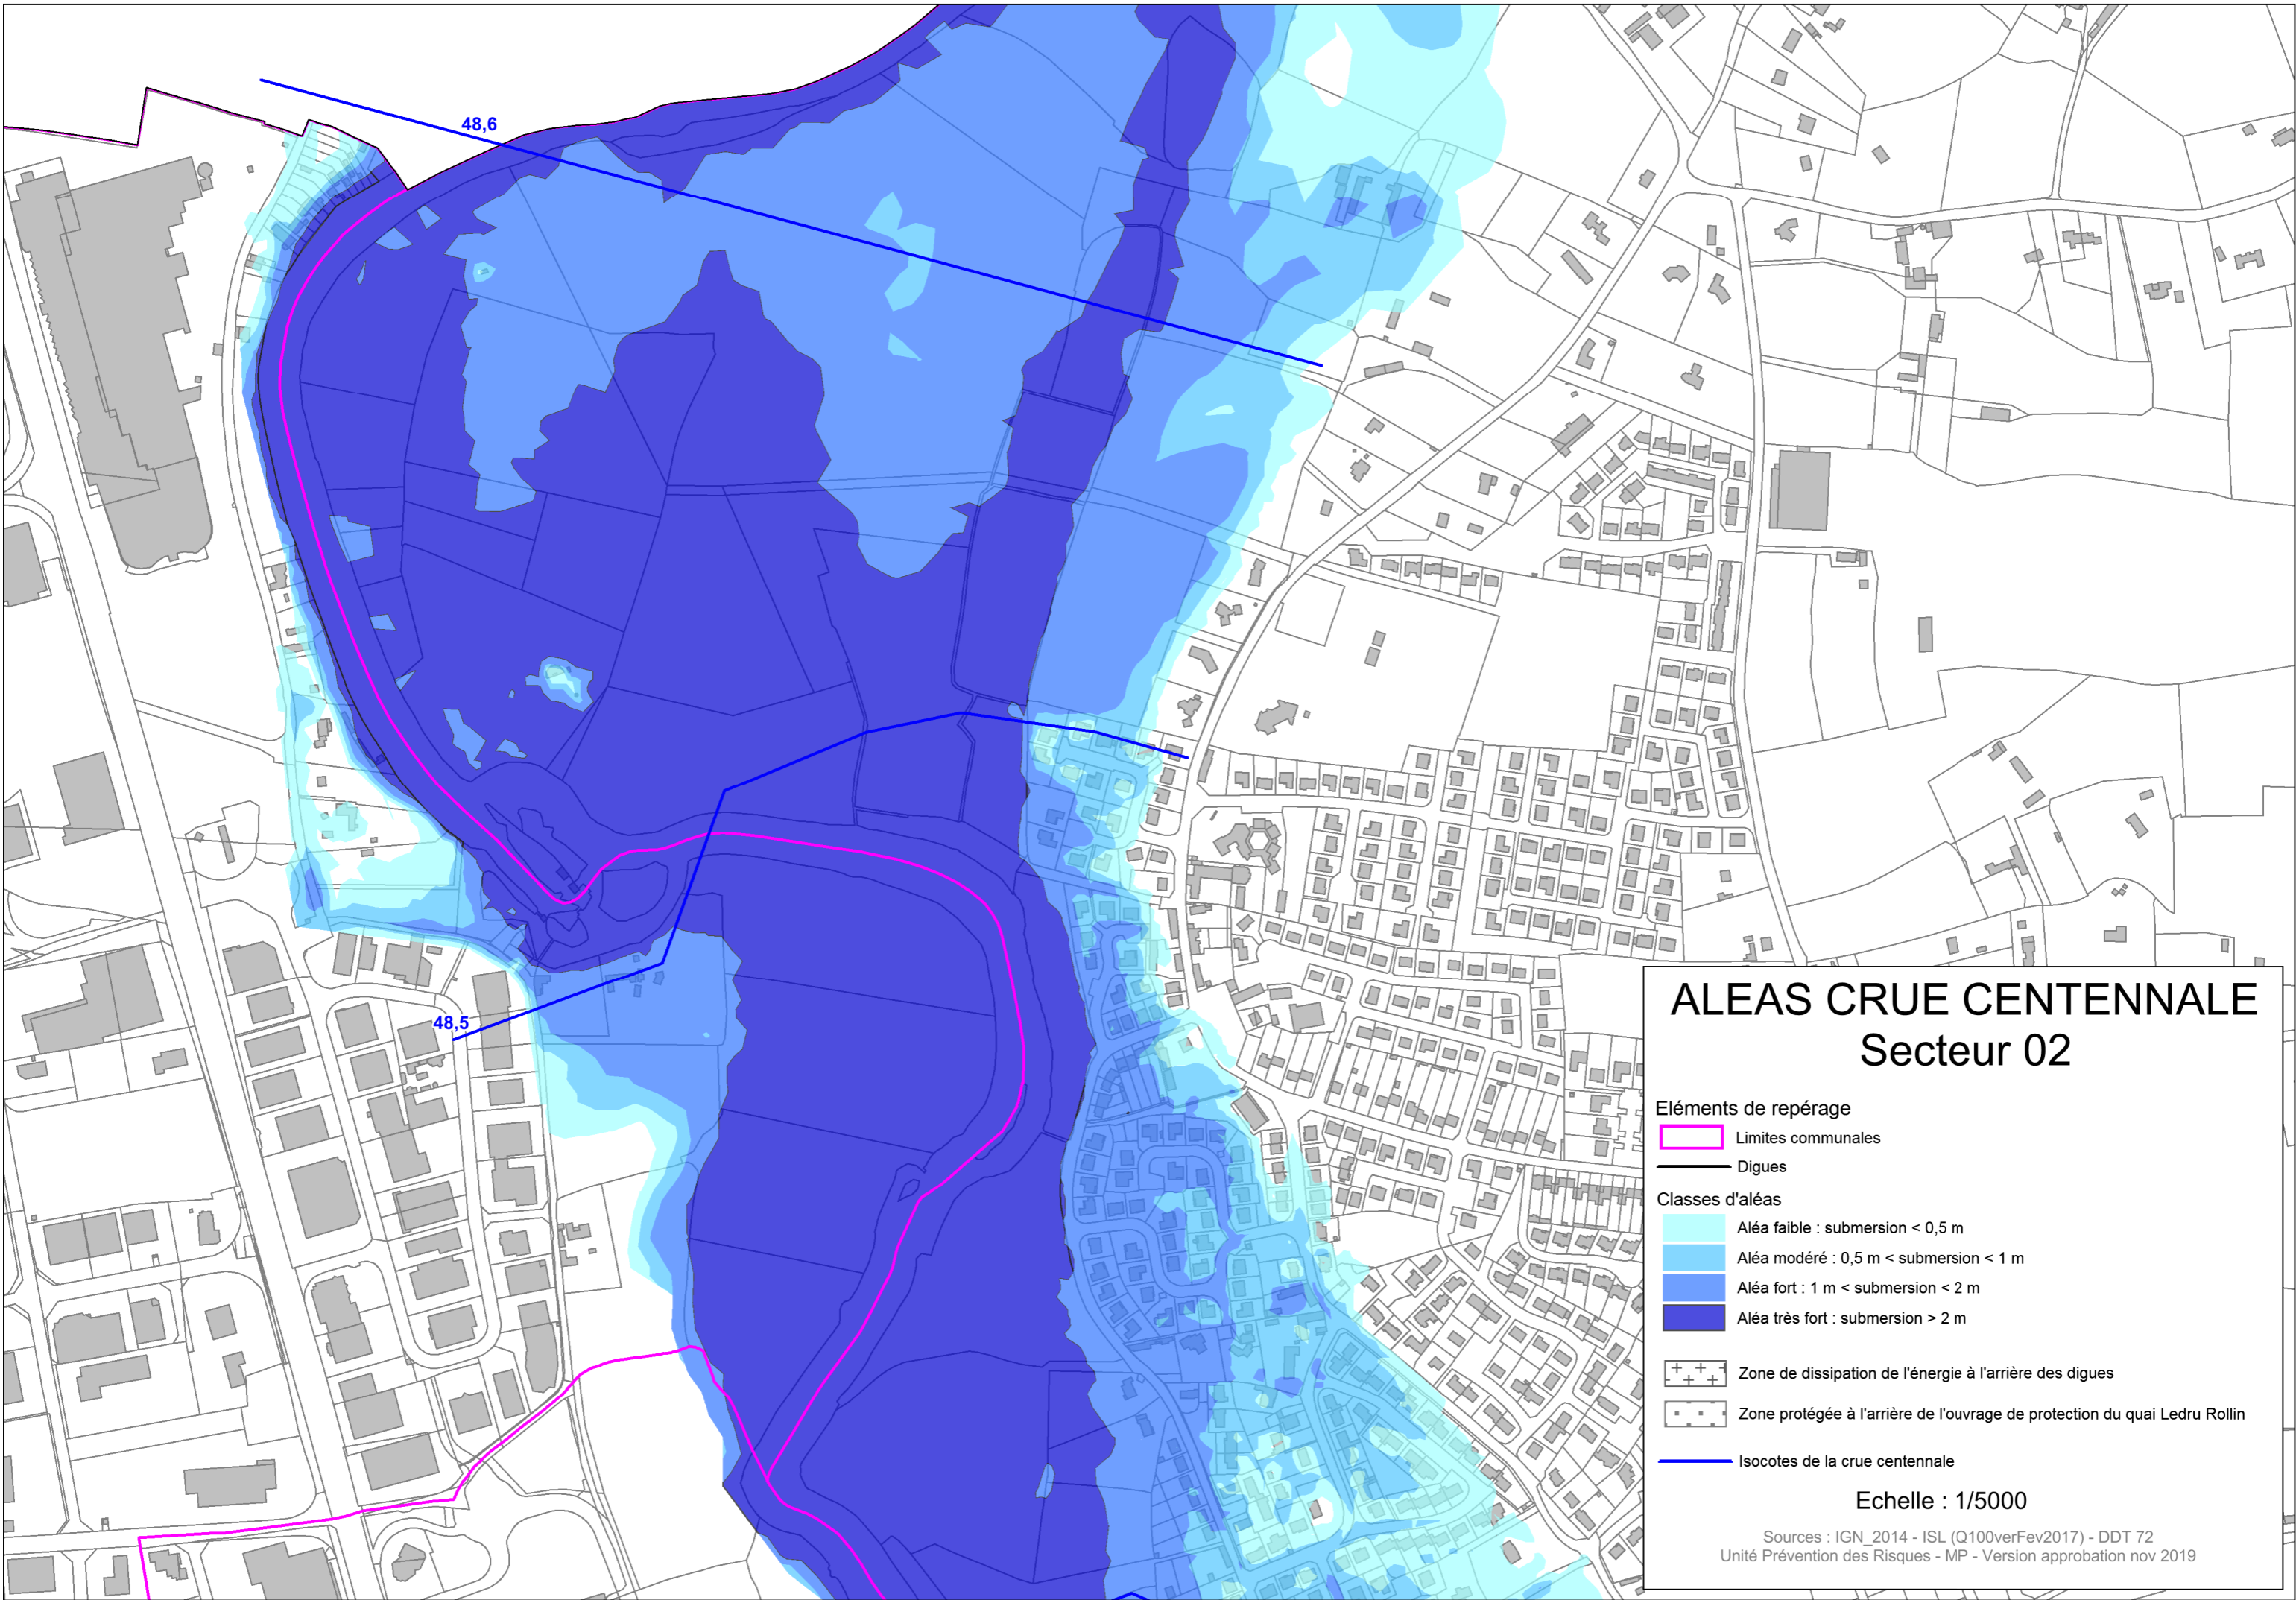 48,6
48,5
ALEAS CRUE CENTENNALE
Secteur 02
Eléments de repérage
Limites communales
Digues
Classes d'aléas
Aléa faible : submersion < 0,5 m
Aléa modéré : 0,5 m < submersion < 1 m
Aléa fort : 1 m < submersion < 2 m
Aléa très fort : submersion > 2 m
Zone de dissipation de l'énergie à l'arrière des digues
Zone protégée à l'arrière de l'ouvrage de protection du quai Ledru Rollin
Isocotes de la crue centennale
Echelle : 1/5000
Sources : IGN_2014 - ISL (Q100verFev2017) - DDT 72
Unité Prévention des Risques - MP - Version approbation nov 2019